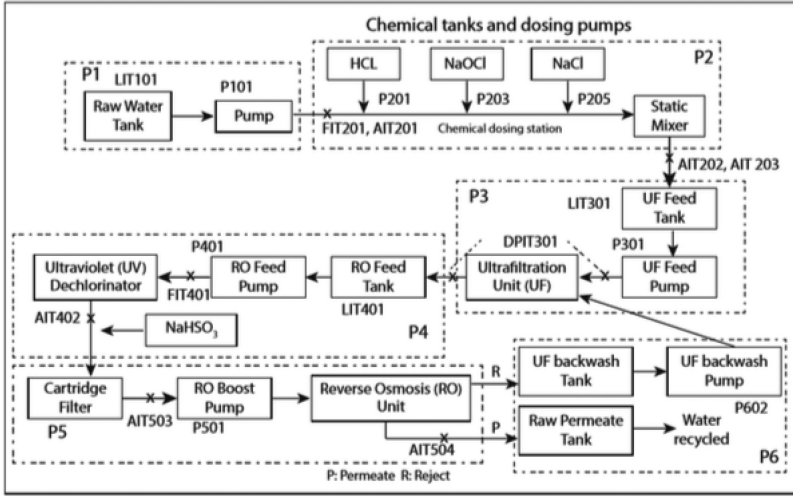 Chemical tanks and dosing pumps
P1
LIT101
Raw Water
Tank
P101
Pump
P2
HCL
NaOCl
NaCl
P201
P203
P205
FIT201, AIT201
Chemical dosing station
Static
Mixer
AIT202, AIT 203
P3
LIT301
UF Feed
Tank
P301
UF Feed
Pump
DPIT301
Ultrafiltration
Unit (UF)
P401
RO Feed
Tank
LIT401
RO Feed
Pump
FIT401
Ultraviolet (UV)
Dechlorinator
AIT402
NaHSO3
P4
Cartridge
Filter
P5
AIT503
RO Boost
Pump
P501
Reverse Osmosis (RO)
Unit
AIT504
R
P
UF backwash
Tank
UF backwash
Pump
P602
Raw Permeate
Tank
Water
recycled
P6
P: Permeate R: Reject